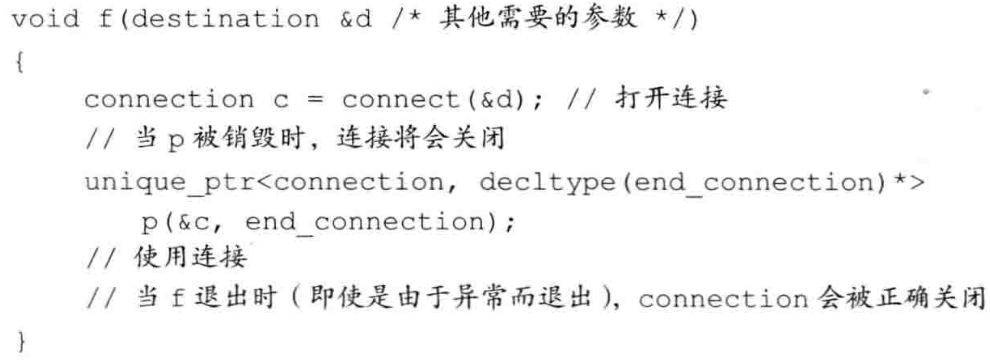 void f(destination &d /* 其他需要的参数 */)
{
    connection c = connect(&d); // 打开连接
    // 当 p 被销毁时，连接将会关闭
    unique_ptr<connection, decltype(end_connection)*>
        p(&c, end_connection);
    // 使用连接
    // 当 f 退出时（即使是由于异常而退出），connection 会被正确关闭
}